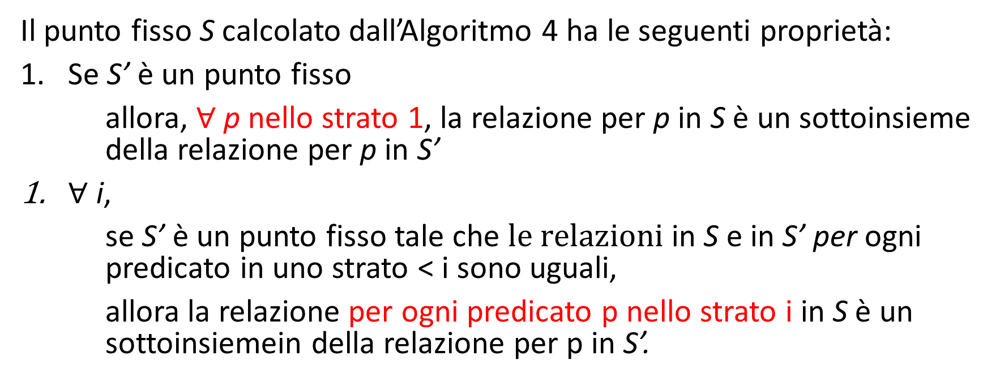 Il punto fisso S calcolato dall’Algoritmo 4 ha le seguenti proprietà:
1. Se S’ è un punto fisso
allora, ∀ p nello strato 1, la relazione per p in S è un sottoinsieme
della relazione per p in S’
1. ∀ i,
se S’ è un punto fisso tale che le relazioni in S e in S’ per ogni
predicato in uno strato < i sono uguali,
allora la relazione per ogni predicato p nello strato i in S è un
sottoinsiemein della relazione per p in S’.